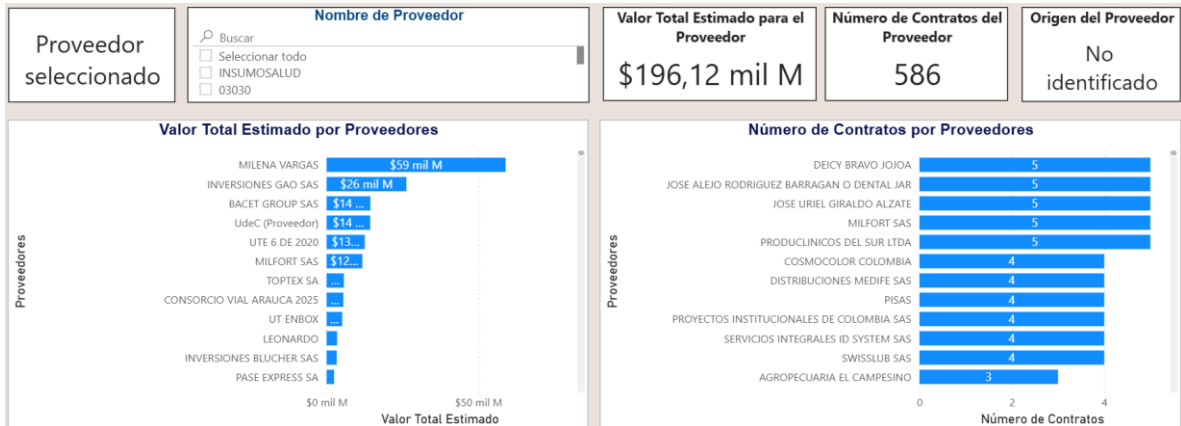 Proveedor
seleccionado
Nombre de Proveedor
Buscar
Seleccionar todo
INSUMOSALUD
03030
Valor Total Estimado para el
Proveedor
$196,12 mil M
Número de Contratos del
Proveedor
586
Origen del Proveedor
No
identificado
Valor Total Estimado por Proveedores
Proveedores
MILENA VARGAS $59 mil M
INVERSIONES GAO SAS $26 mil M
BACET GROUP SAS $14 ...
UdeC (Proveedor) $14 ...
UTE 6 DE 2020 $13...
MILFORT SAS $12...
TOPTEX SA ...
CONSORCIO VIAL ARAUCA 2025 ...
UT ENBOX ...
LEONARDO
INVERSIONES BLUCHER SAS
PASE EXPRESS SA
$0 mil M $50 mil M
Valor Total Estimado
Número de Contratos por Proveedores
Proveedores
DEICY BRAVO JOJOA 5
JOSE ALEJO RODRIGUEZ BARRAGAN O DENTAL JAR 5
JOSE URIEL GIRALDO ALZATE 5
MILFORT SAS 5
PRODUCLINICOS DEL SUR LTDA 5
COSMOCOLOR COLOMBIA 4
DISTRIBUCIONES MEDIFE SAS 4
PISAS 4
PROYECTOS INSTITUCIONALES DE COLOMBIA SAS 4
SERVICIOS INTEGRALES ID SYSTEM SAS 4
SWISSLUB SAS 4
AGROPECUARIA EL CAMPESINO 3
0 2 4
Número de Contratos